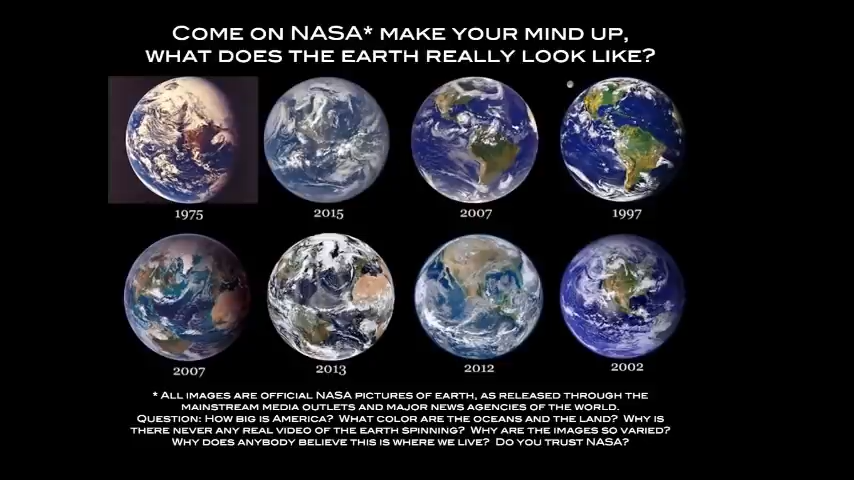 COME ON NASA* MAKE YOUR MIND UP,
WHAT DOES THE EARTH REALLY LOOK LIKE?
1975
2015
2007
1997
2007
2013
2012
2002
* ALL IMAGES ARE OFFICIAL NASA PICTURES OF EARTH, AS RELEASED THROUGH THE
MAINSTREAM MEDIA OUTLETS AND MAJOR NEWS AGENCIES OF THE WORLD.
QUESTION: HOW BIG IS AMERICA? WHAT COLOR ARE THE OCEANS AND THE LAND? WHY IS
THERE NEVER ANY REAL VIDEO OF THE EARTH SPINNING? WHY ARE THE IMAGES SO VARIED?
WHY DOES ANYBODY BELIEVE THIS IS WHERE WE LIVE? DO YOU TRUST NASA?